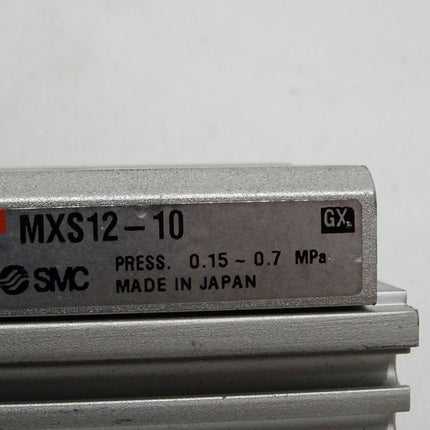 MXS12-10 GX
SMC PRESS. 0.15~0.7 MPa
MADE IN JAPAN